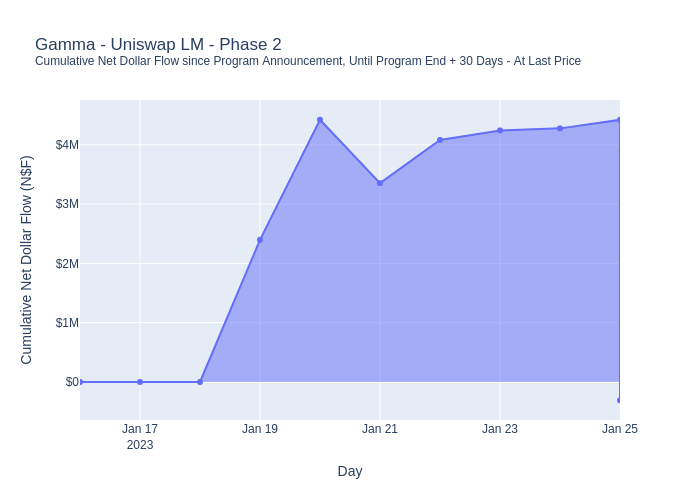 Gamma - Uniswap LM - Phase 2
Cumulative Net Dollar Flow since Program Announcement, Until Program End + 30 Days - At Last Price
Cumulative Net Dollar Flow (N$F)
$4M
$3M
$2M
$1M
$0
Jan 17
2023
Jan 19
Jan 21
Jan 23
Jan 25
Day